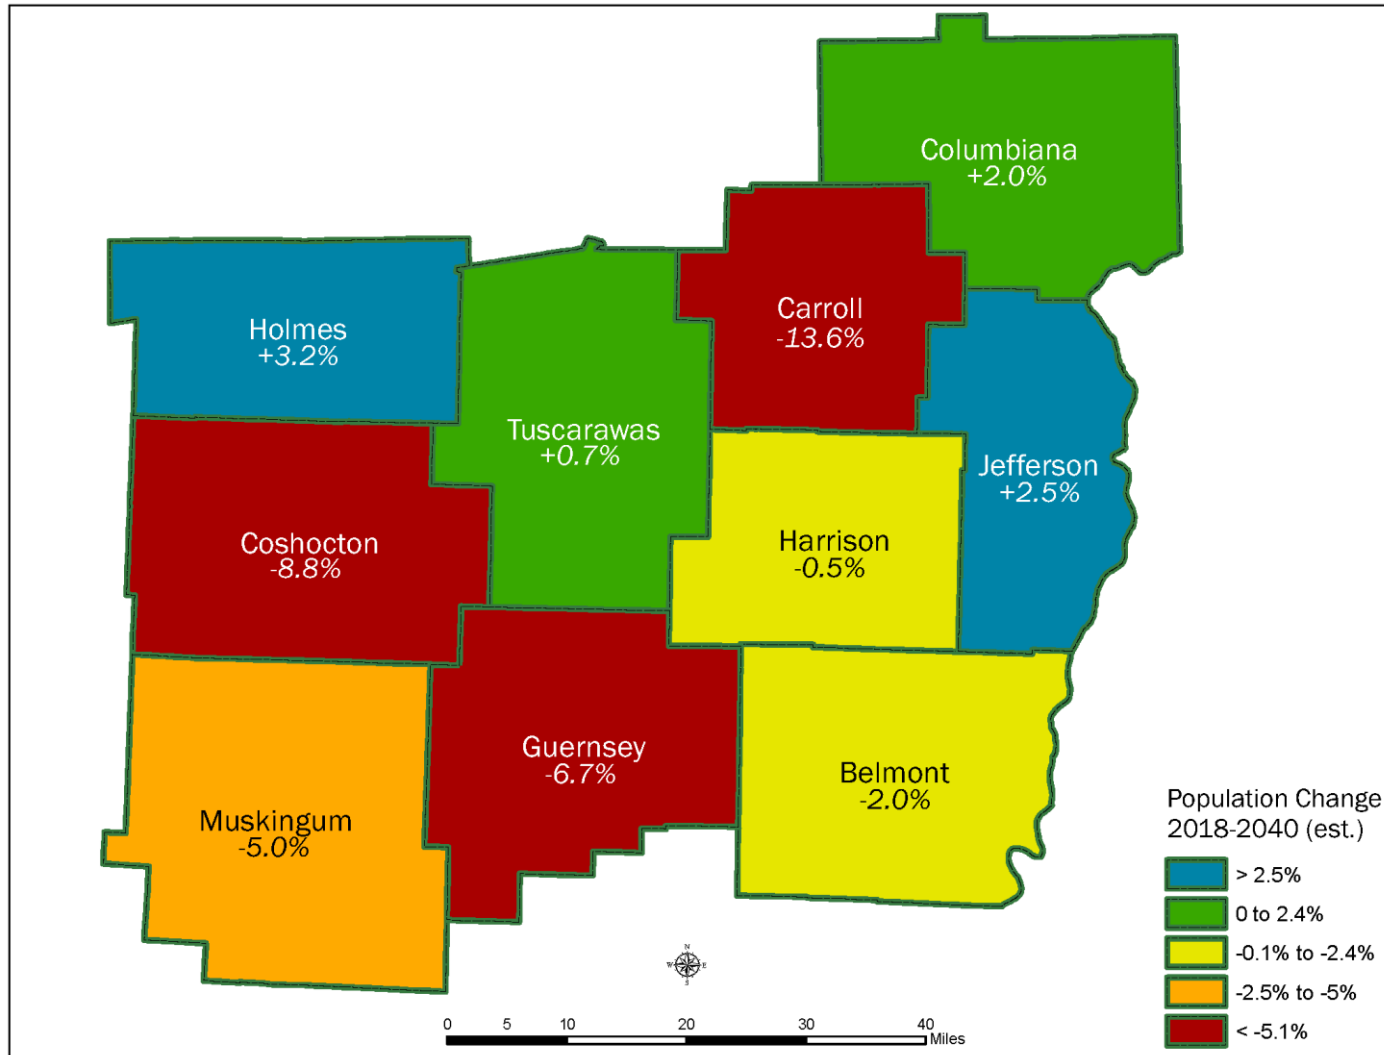 Columbiana
+2.0%
Carroll
-13.6%
Holmes
+3.2%
Tuscarawas
+0.7%
Jefferson
+2.5%
Coshocton
-8.8%
Harrison
-0.5%
Guernsey
-6.7%
Belmont
-2.0%
Muskingum
-5.0%
Population Change
2018-2040 (est.)
> 2.5%
0 to 2.4%
-0.1% to -2.4%
-2.5% to -5%
< -5.1%
N
W E
S
0 5 10 20 30 40
Miles